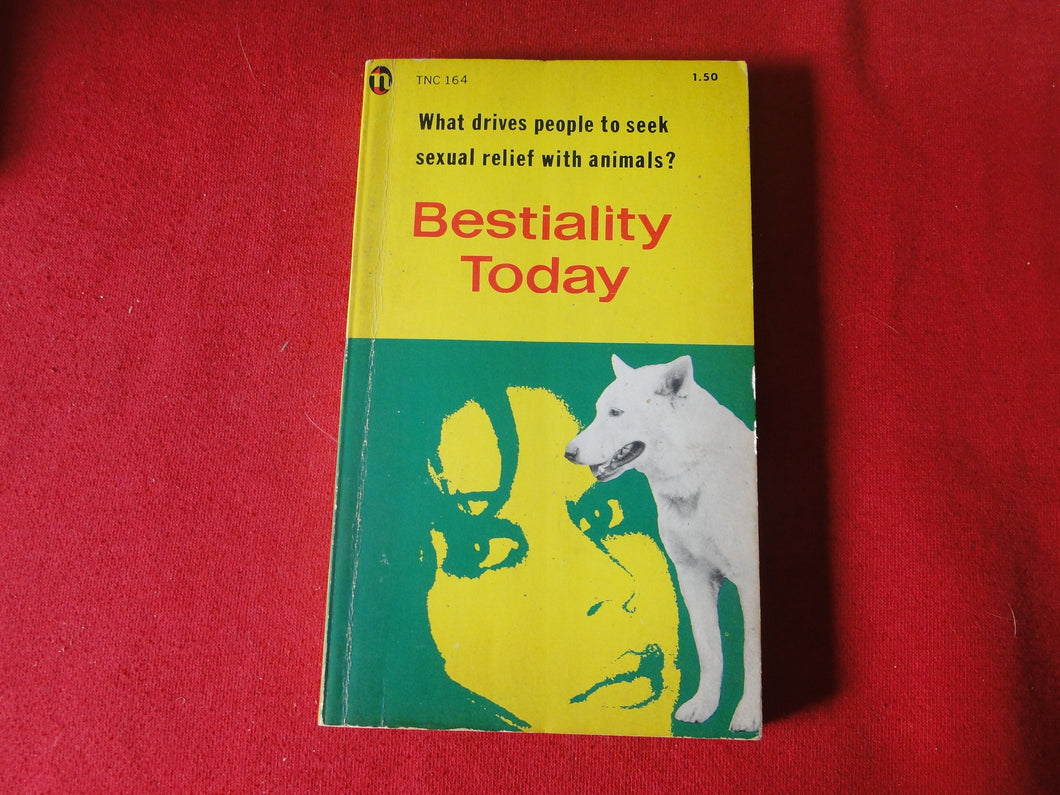 n
TNC 164
1.50
What drives people to seek
sexual relief with animals?
Bestiality
Today